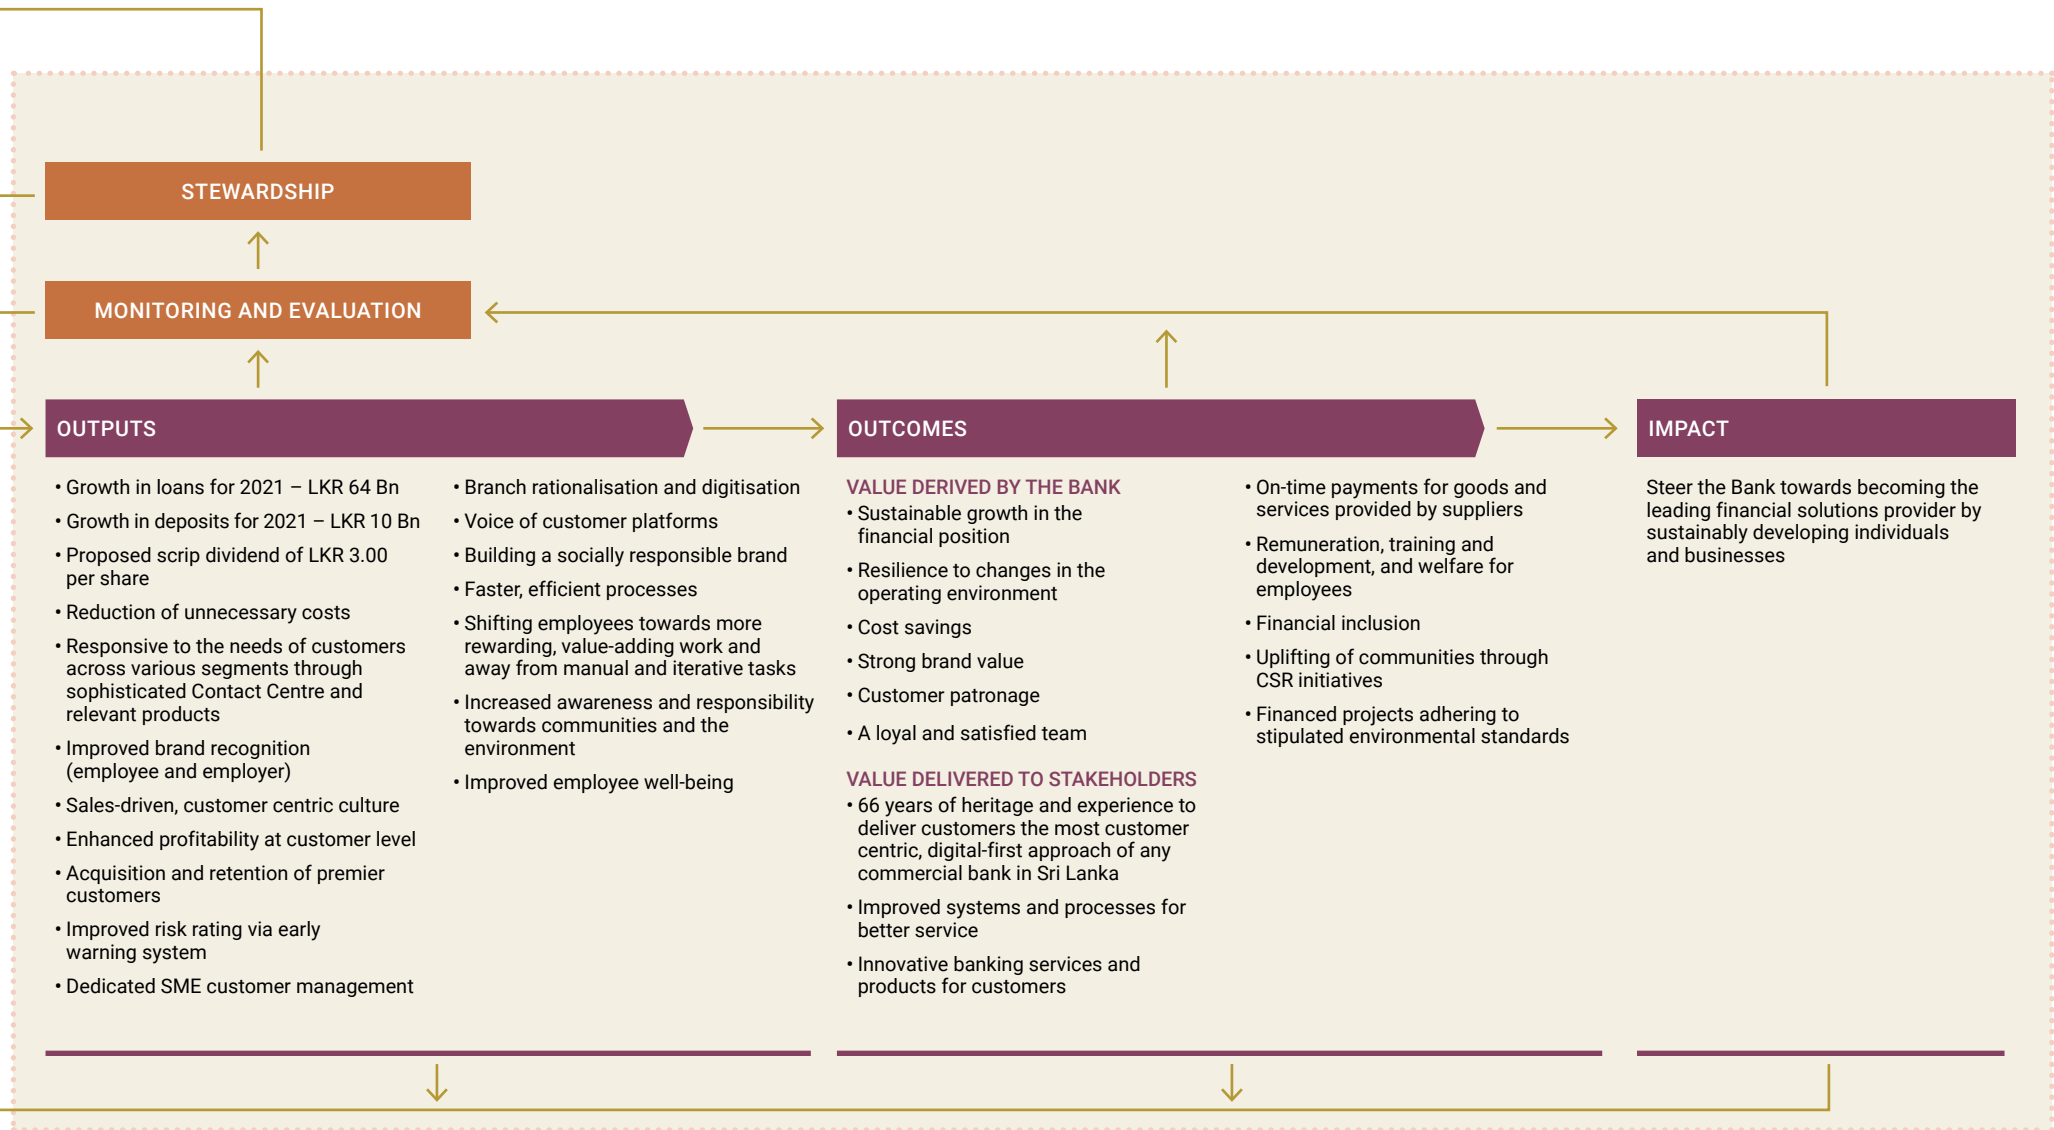 STEWARDSHIP
MONITORING AND EVALUATION
OUTPUTS
• Growth in loans for 2021 – LKR 64 Bn
• Growth in deposits for 2021 – LKR 10 Bn
• Proposed scrip dividend of LKR 3.00
per share
• Reduction of unnecessary costs
• Responsive to the needs of customers
across various segments through
sophisticated Contact Centre and
relevant products
• Improved brand recognition
(employee and employer)
• Sales-driven, customer centric culture
• Enhanced profitability at customer level
• Acquisition and retention of premier
customers
• Improved risk rating via early
warning system
• Dedicated SME customer management
• Branch rationalisation and digitisation
• Voice of customer platforms
• Building a socially responsible brand
• Faster, efficient processes
• Shifting employees towards more
rewarding, value-adding work and
away from manual and iterative tasks
• Increased awareness and responsibility
towards communities and the
environment
• Improved employee well-being
OUTCOMES
VALUE DERIVED BY THE BANK
• Sustainable growth in the
financial position
• Resilience to changes in the
operating environment
• Cost savings
• Strong brand value
• Customer patronage
• A loyal and satisfied team
VALUE DELIVERED TO STAKEHOLDERS
• 66 years of heritage and experience to
deliver customers the most customer
centric, digital-first approach of any
commercial bank in Sri Lanka
• Improved systems and processes for
better service
• Innovative banking services and
products for customers
• On-time payments for goods and
services provided by suppliers
• Remuneration, training and
development, and welfare for
employees
• Financial inclusion
• Uplifting of communities through
CSR initiatives
• Financed projects adhering to
stipulated environmental standards
IMPACT
Steer the Bank towards becoming the
leading financial solutions provider by
sustainably developing individuals
and businesses